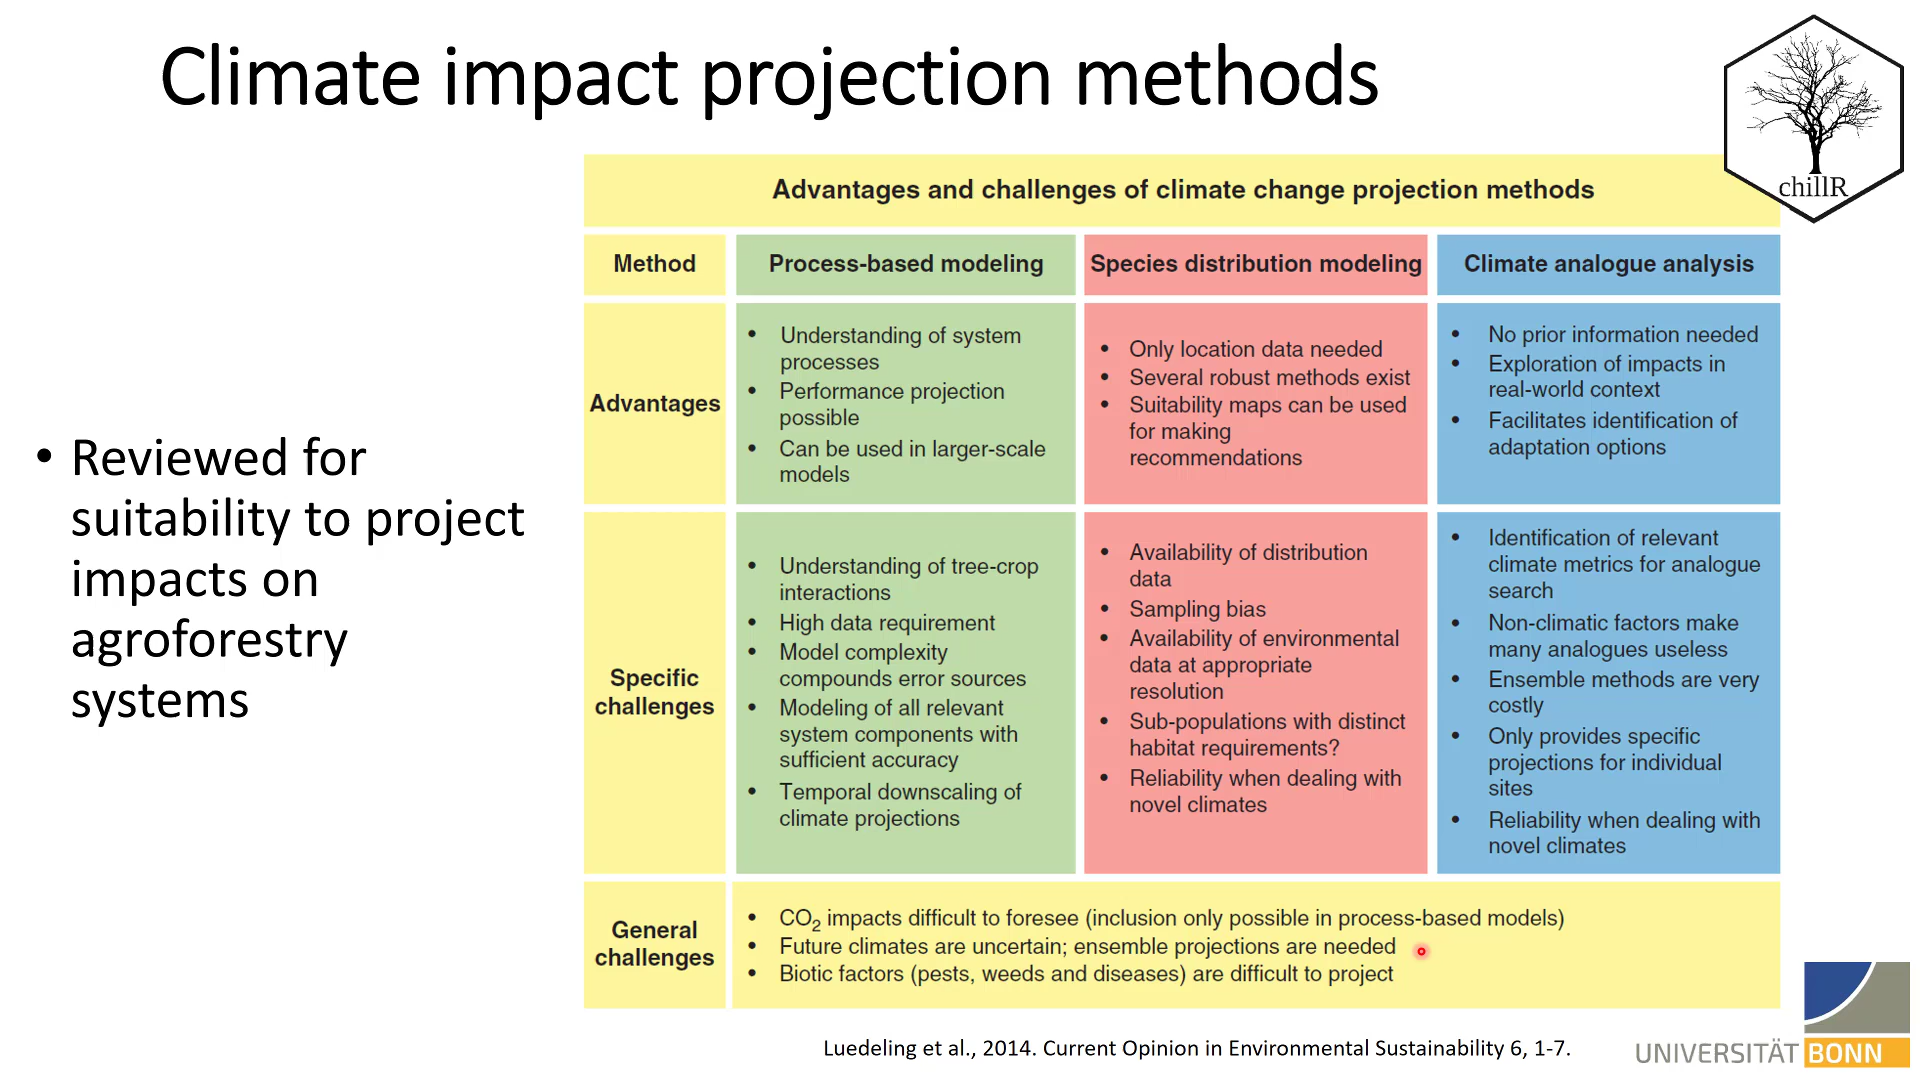 Climate impact projection methods
chillR
• Reviewed for
suitability to project
impacts on
agroforestry
systems
Advantages and challenges of climate change projection methods
Method
Process-based modeling
Species distribution modeling
Climate analogue analysis
Advantages
• Understanding of system
processes
• Performance projection
possible
• Can be used in larger-scale
models
• Only location data needed
• Several robust methods exist
• Suitability maps can be used
for making
recommendations
• No prior information needed
• Exploration of impacts in
real-world context
• Facilitates identification of
adaptation options
Specific
challenges
• Understanding of tree-crop
interactions
• High data requirement
• Model complexity
compounds error sources
• Modeling of all relevant
system components with
sufficient accuracy
• Temporal downscaling of
climate projections
• Availability of distribution
data
• Sampling bias
• Availability of environmental
data at appropriate
resolution
• Sub-populations with distinct
habitat requirements?
• Reliability when dealing with
novel climates
• Identification of relevant
climate metrics for analogue
search
• Non-climatic factors make
many analogues useless
• Ensemble methods are very
costly
• Only provides specific
projections for individual
sites
• Reliability when dealing with
novel climates
General
challenges
• CO₂ impacts difficult to foresee (inclusion only possible in process-based models)
• Future climates are uncertain; ensemble projections are needed
• Biotic factors (pests, weeds and diseases) are difficult to project
Luedeling et al., 2014. Current Opinion in Environmental Sustainability 6, 1-7.
UNIVERSITÄT BONN